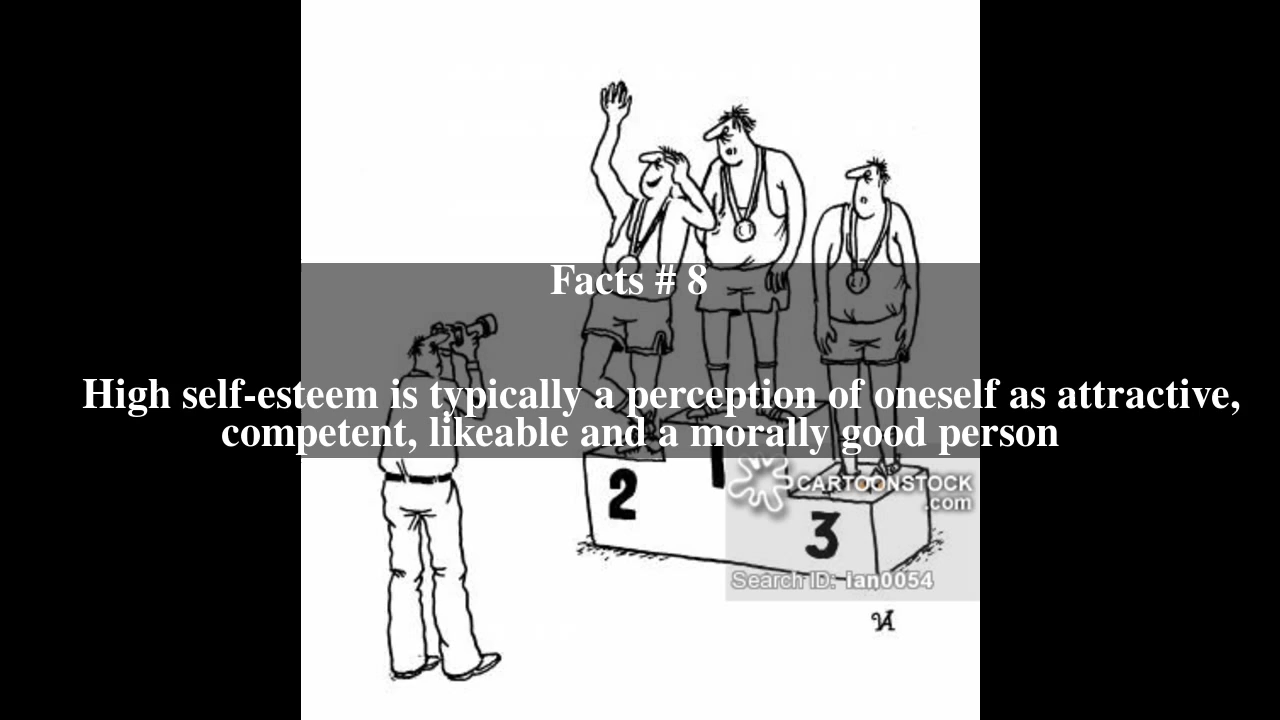 Facts # 8
High self-esteem is typically a perception of oneself as attractive,
competent, likeable and a morally good person
2
1
3
CARTOONSTOCK
.com
Search ID: lan0054